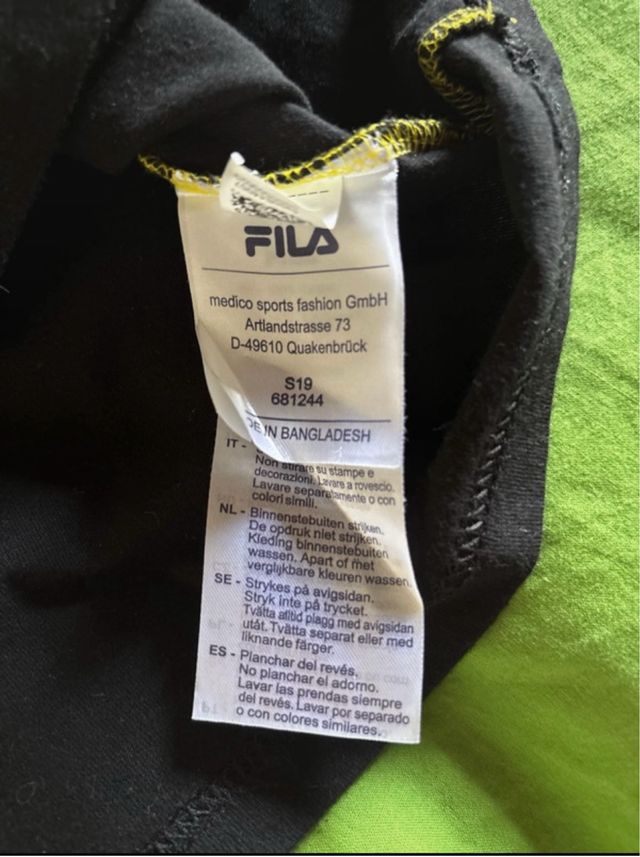 FILA
medico sports fashion GmbH
Artlandstrasse 73
D-49610 Quakenbrück
S19
681244
DE IN BANGLADESH
IT -
Non stirare su stampe e
decorazioni. Lavare a rovescio.
Lavare separatamente o con
colori simili.
NL - Binnenstebuiten strijken.
De opdruk niet strijken.
Kleding binnenstebuiten
wassen. Apart of met
verglijkbare kleuren wassen.
SE - Strykes på avigsidan.
Stryk inte på trycket.
Tvätta alltid plagg med avigsidan
utåt. Tvätta separat eller med
liknande färger.
ES - Planchar del revés.
No planchar el adorno.
Lavar las prendas siempre
del revés. Lavar por separado
o con colores similares.